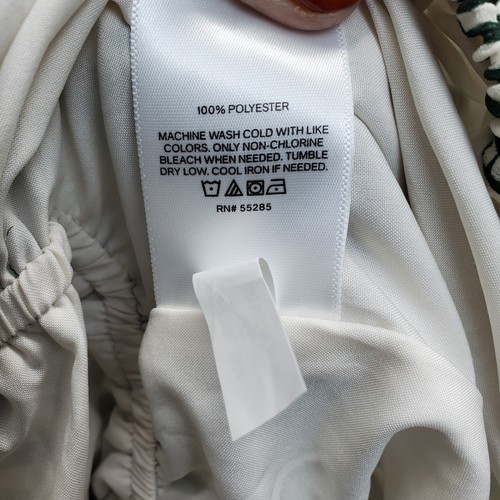 100% POLYESTER
MACHINE WASH COLD WITH LIKE
COLORS. ONLY NON-CHLORINE
BLEACH WHEN NEEDED. TUMBLE
DRY LOW. COOL IRON IF NEEDED.
RN# 55285